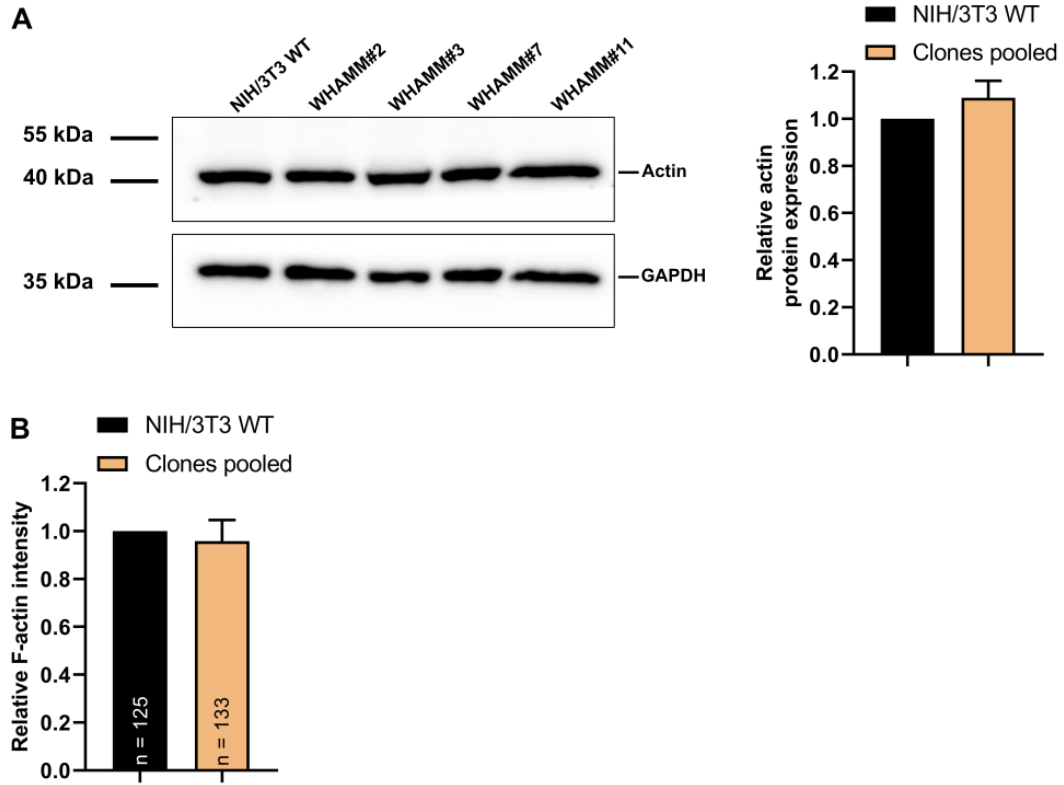 A
NIH/3T3 WT
WHAMM#2
WHAMM#3
WHAMM#7
WHAMM#11
55 kDa
40 kDa
Actin
35 kDa
GAPDH
NIH/3T3 WT
Clones pooled
Relative actin
protein expression
1.2
1.0
0.8
0.6
0.4
0.2
0.0
B
NIH/3T3 WT
Clones pooled
Relative F-actin intensity
1.2
1.0
0.8
0.6
0.4
0.2
0.0
n = 125
n = 133